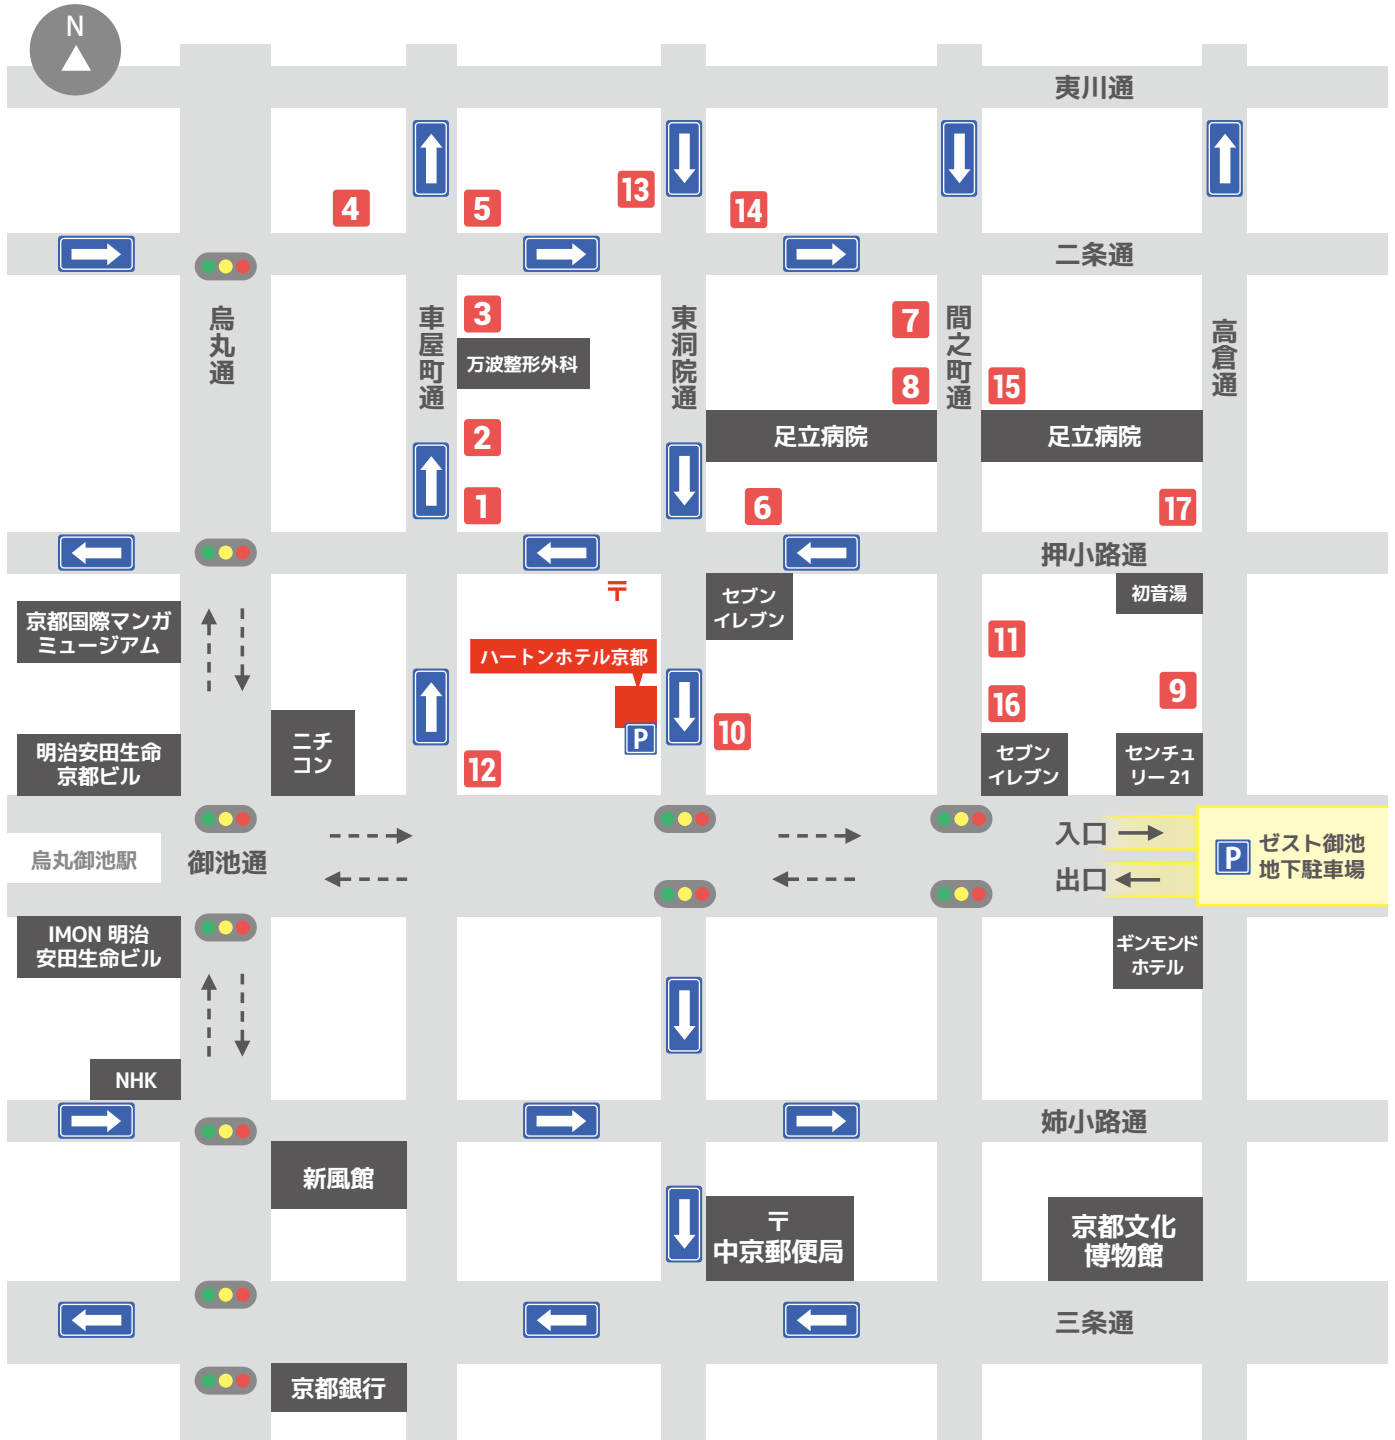 N
夷川通
13
4
5
14
二条通
3
7
烏丸通
車屋町通
東洞院通
間之町通
高倉通
万波整形外科
8
15
2
足立病院
足立病院
1
6
17
押小路通
〒
セブン
イレブン
初音湯
京都国際マンガ
ミュージアム
ハートンホテル京都
11
9
16
10
P
12
ニチ
コン
明治安田生命
京都ビル
セブン
イレブン
センチュ
リー 21
入口
出口
P
ゼスト御池
地下駐車場
烏丸御池駅
御池通
IMON 明治
安田生命ビル
ギンモンド
ホテル
NHK
姉小路通
新風館
〒
中京郵便局
京都文化
博物館
三条通
京都銀行